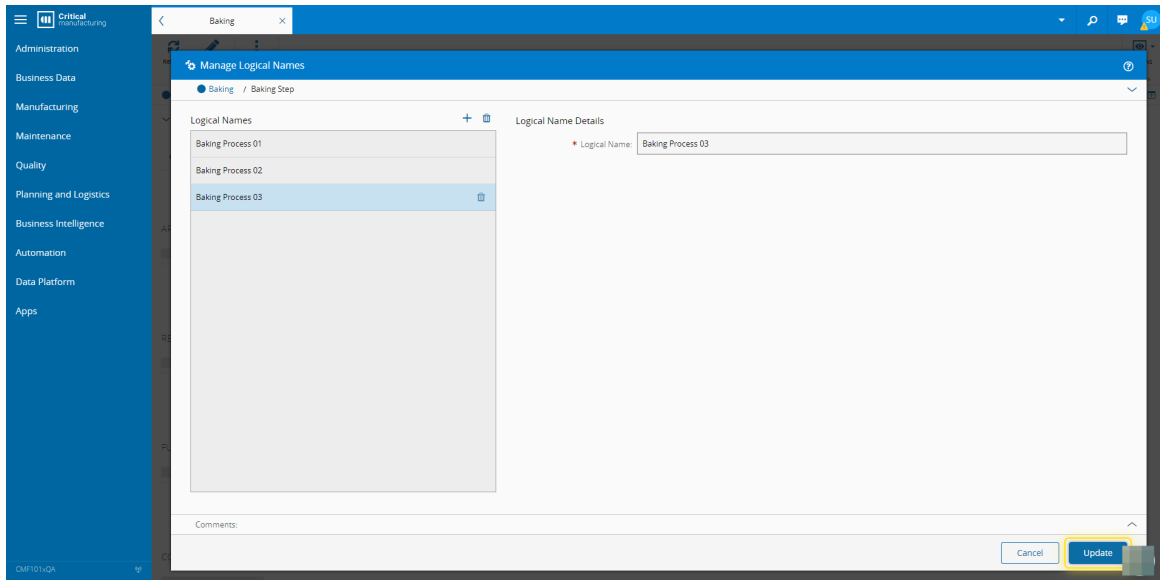 Critical
manufacturing
Baking
SU
Administration
Business Data
Manufacturing
Maintenance
Quality
Planning and Logistics
Business Intelligence
Automation
Data Platform
Apps
CMF101xQA
Manage Logical Names
Baking / Baking Step
Logical Names
Baking Process 01
Baking Process 02
Baking Process 03
Logical Name Details
* Logical Name: Baking Process 03
Comments:
Cancel
Update